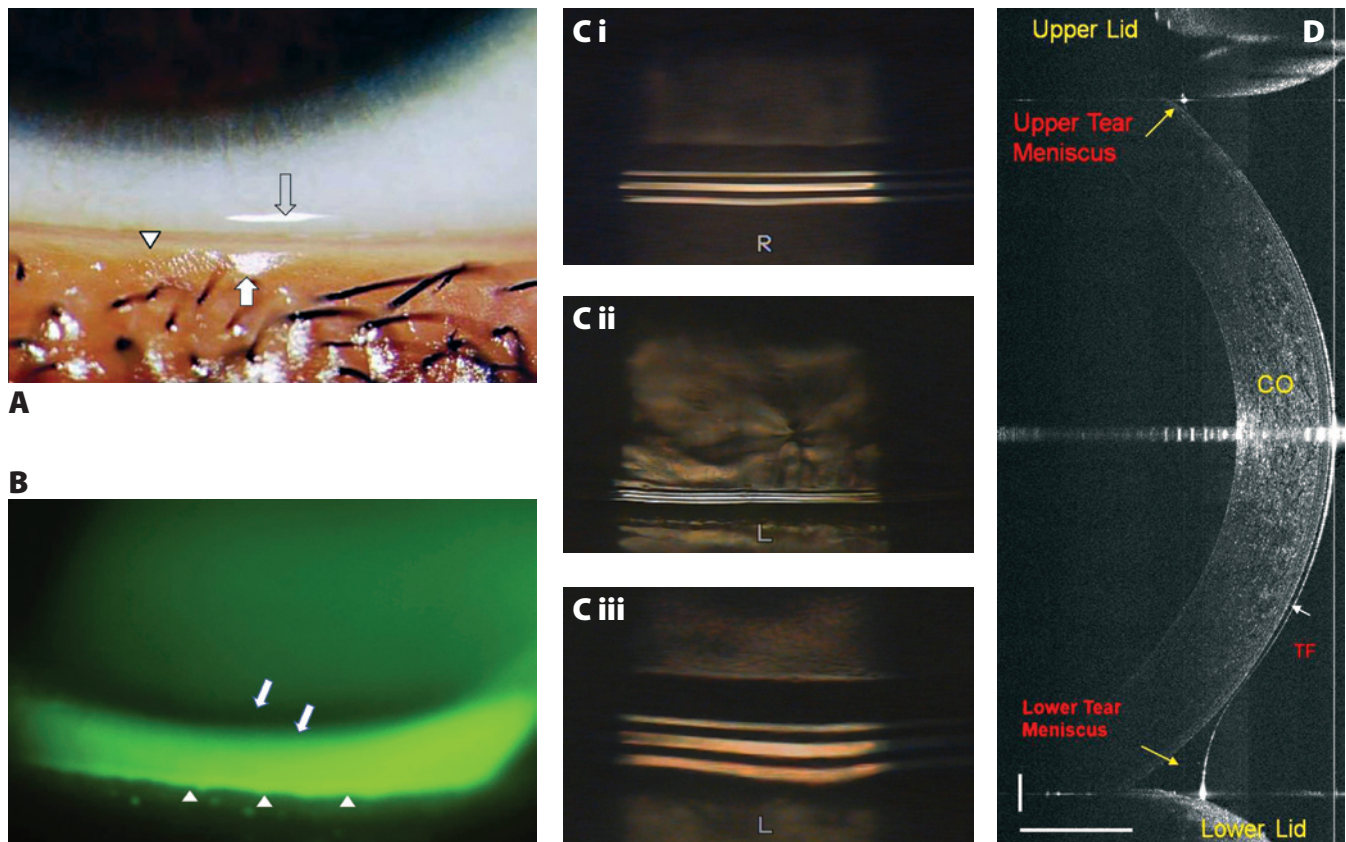 A
B
C i
R
C ii
L
C iii
L
D
Upper Lid
Upper Tear
Meniscus
CO
TF
Lower Tear
Meniscus
Lower Lid